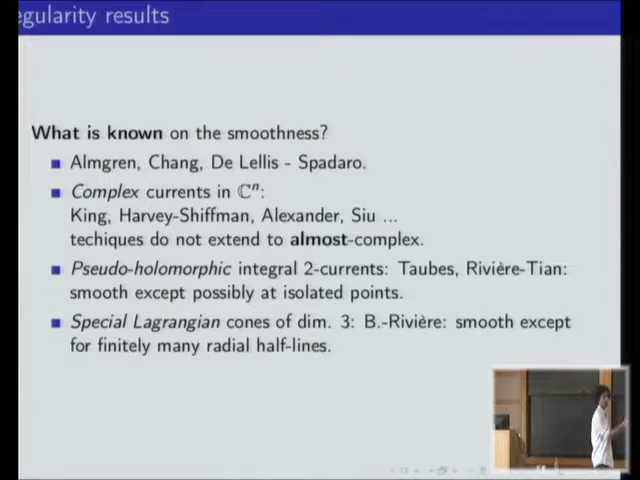 egularity results
What is known on the smoothness?
Almgren, Chang, De Lellis - Spadaro.
Complex currents in ℂⁿ:
King, Harvey-Shiffman, Alexander, Siu ...
techiques do not extend to almost-complex.
Pseudo-holomorphic integral 2-currents: Taubes, Rivière-Tian:
smooth except possibly at isolated points.
Special Lagrangian cones of dim. 3: B.-Rivière: smooth except
for finitely many radial half-lines.